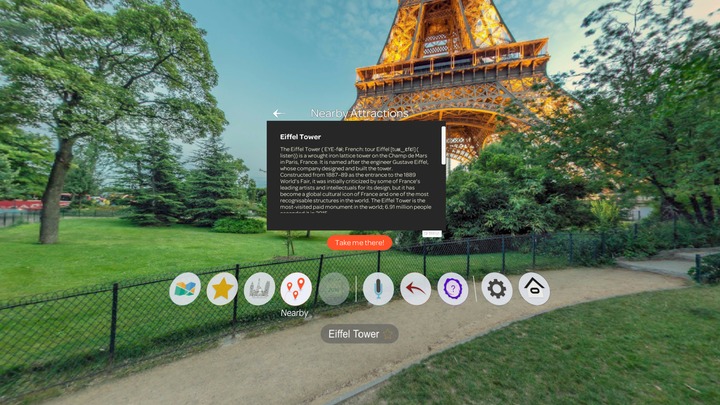 Nearby Attractions
Eiffel Tower
The Eiffel Tower ( EYE-fəl; French: tour Eiffel
listen)) is a wrought iron lattice tower on the Champ de Mars
in Paris, France. It is named after the engineer Gustave Eiffel,
whose company designed and built the tower.
Constructed from 1887–89 as the entrance to the 1889
World's Fair, it was initially criticized by some of France's
leading artists and intellectuals for its design, but it has
become a global cultural icon of France and one of the most
recognisable structures in the world. The Eiffel Tower is the
most-visited paid monument in the world; 6.91 million people
Take me there!
Nearby
Eiffel Tower